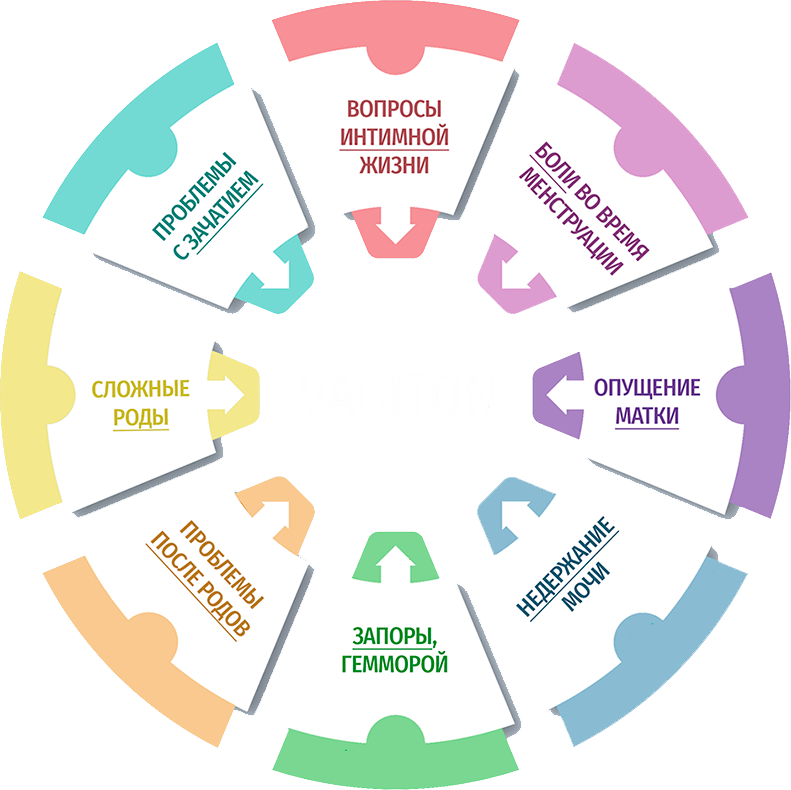 ВОПРОСЫ
ИНТИМНОЙ
ЖИЗНИ
БОЛИ ВО ВРЕМЯ
МЕНСТРУАЦИИ
ОПУЩЕНИЕ
МАТКИ
НЕДЕРЖАНИЕ
МОЧИ
ЗАПОРЫ,
ГЕММОРОЙ
ПРОБЛЕМЫ
ПОСЛЕ РОДОВ
СЛОЖНЫЕ
РОДЫ
ПРОБЛЕМЫ
С ЗАЧАТИЕМ